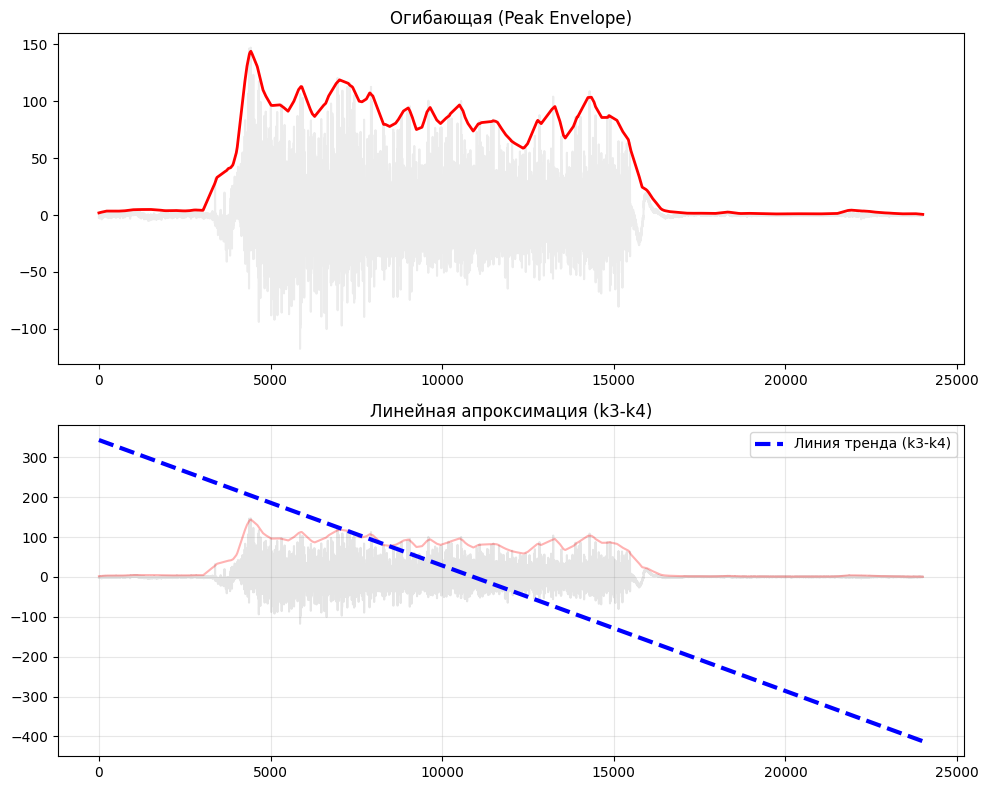 Огибающая (Peak Envelope)
150
100
50
0
−50
−100
0 5000 10000 15000 20000 25000
Линейная апроксимация (k3-k4)
Линия тренда (k3-k4)
300
200
100
0
−100
−200
−300
−400
0 5000 10000 15000 20000 25000